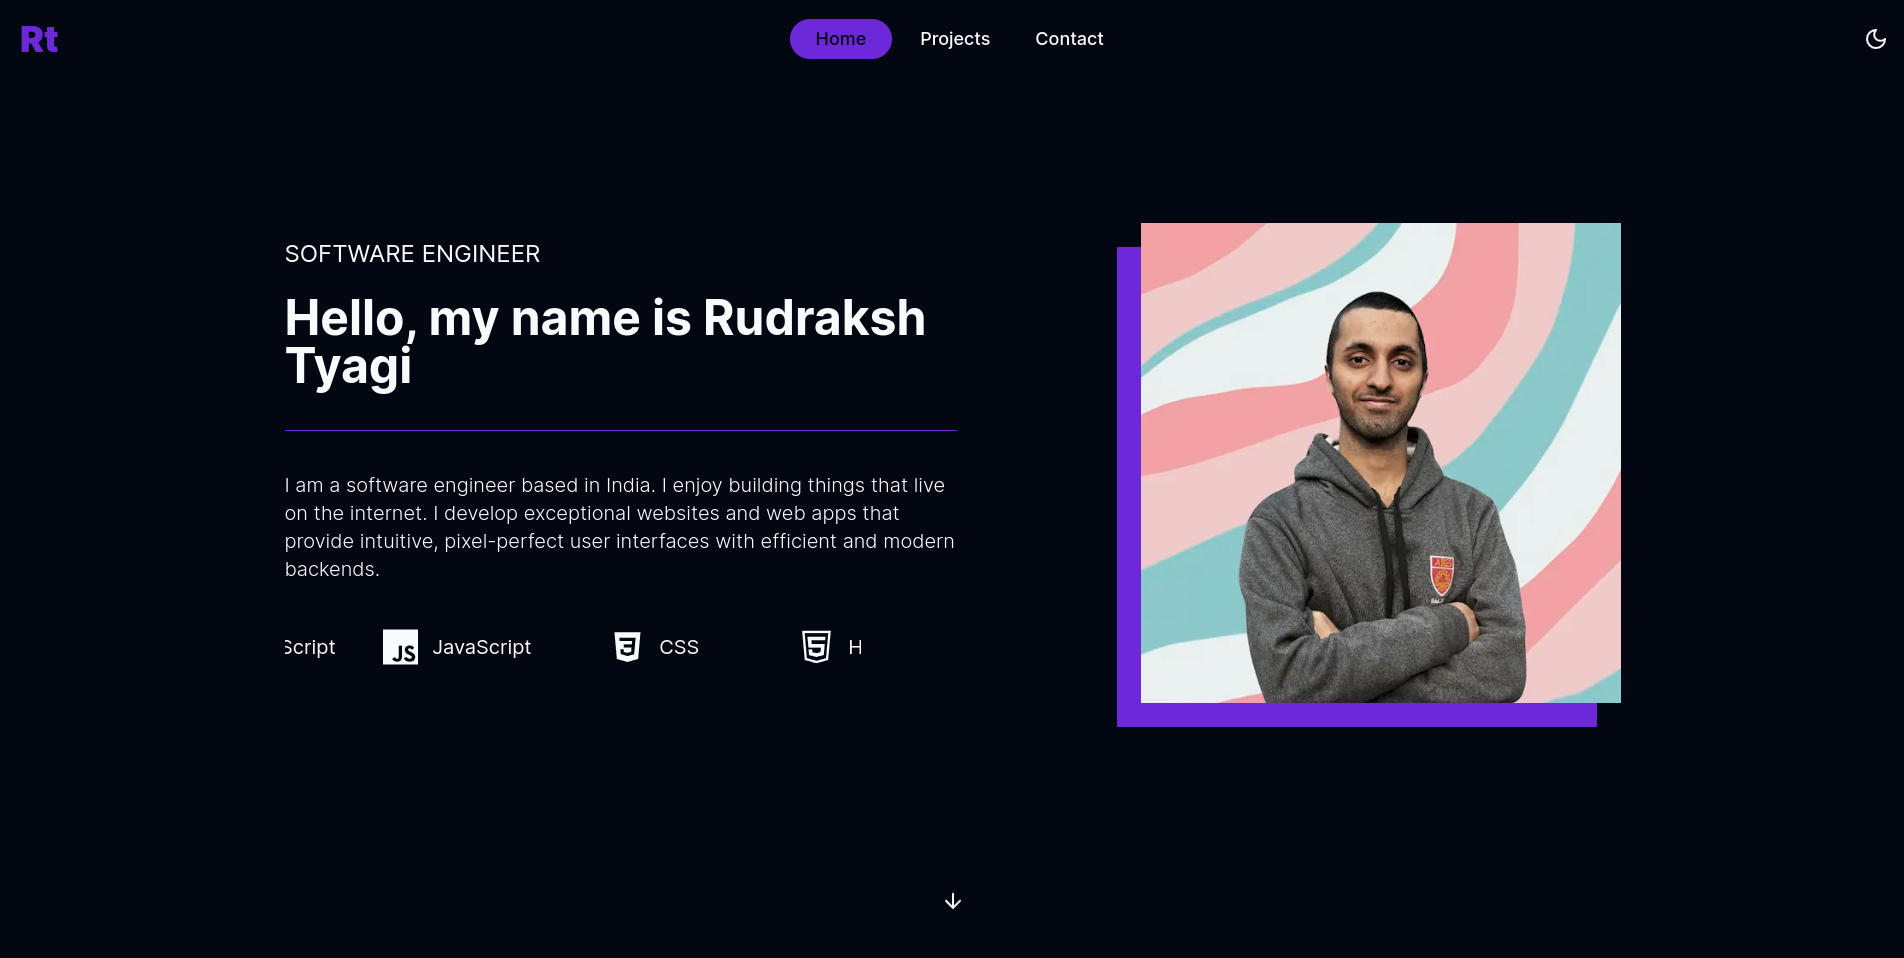 Rt
Home
Projects
Contact
SOFTWARE ENGINEER
Hello, my name is Rudraksh
Tyagi
I am a software engineer based in India. I enjoy building things that live
on the internet. I develop exceptional websites and web apps that
provide intuitive, pixel-perfect user interfaces with efficient and modern
backends.
Script
JS
JavaScript
3
CSS
5
H